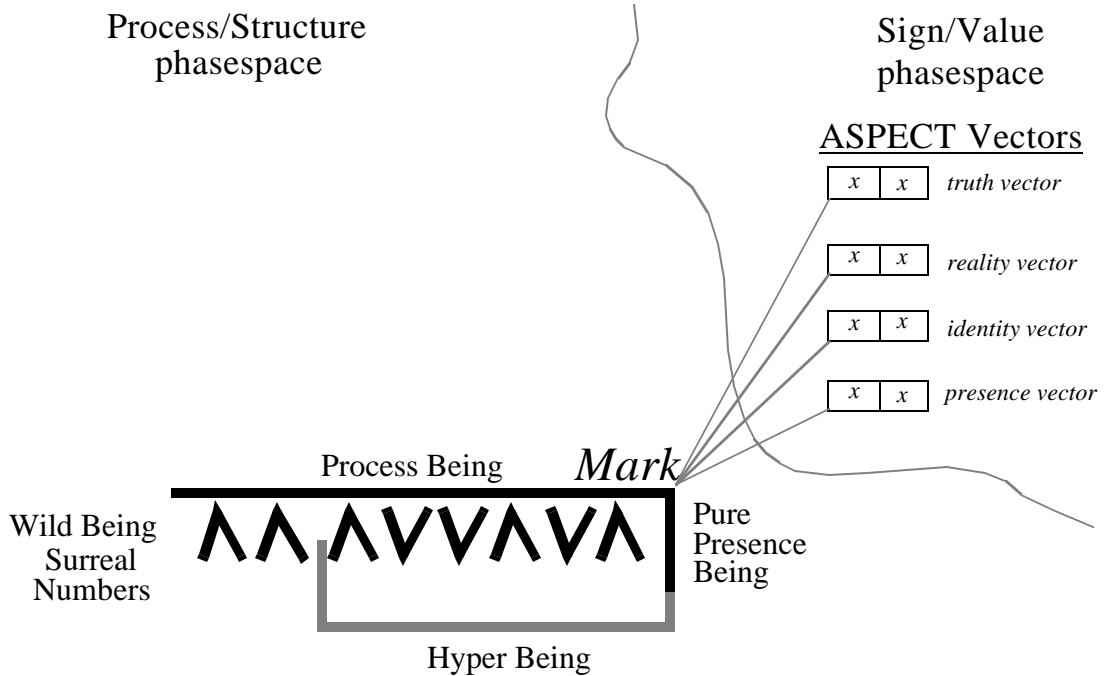 Process/Structure
phasespace
Sign/Value
phasespace
ASPECT Vectors
x x truth vector
x x reality vector
x x identity vector
x x presence vector
Process Being
Mark
Wild Being
Surreal
Numbers
Pure
Presence
Being
Hyper Being